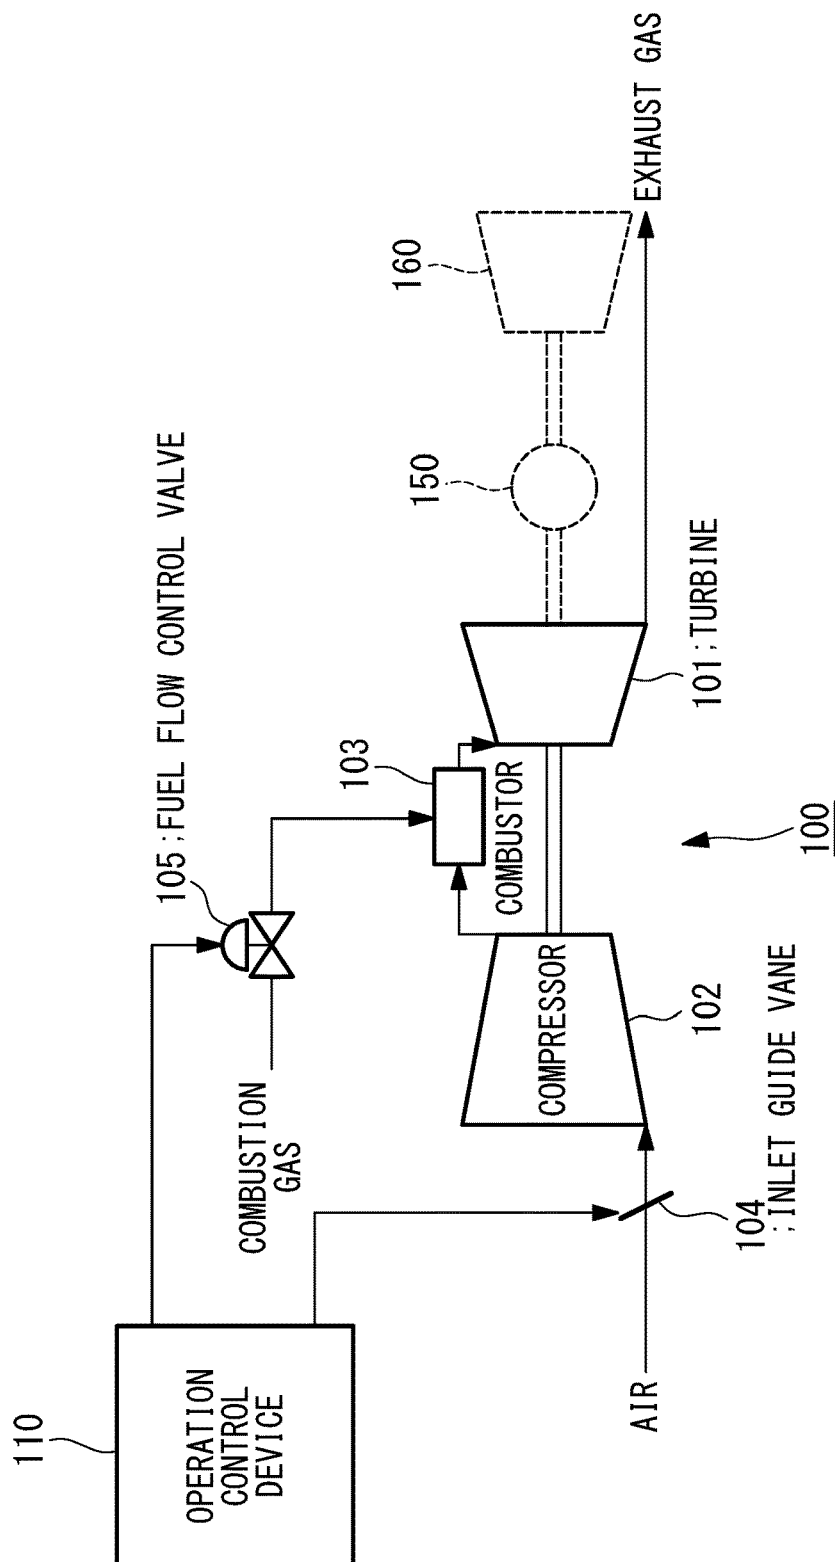 110
OPERATION
CONTROL
DEVICE
105;FUEL FLOW CONTROL VALVE
COMBUSTION
GAS
103
COMBUSTOR
150
160
COMPRESSOR
102
101;TURBINE
EXHAUST GAS
AIR
104
;INLET GUIDE VANE
100